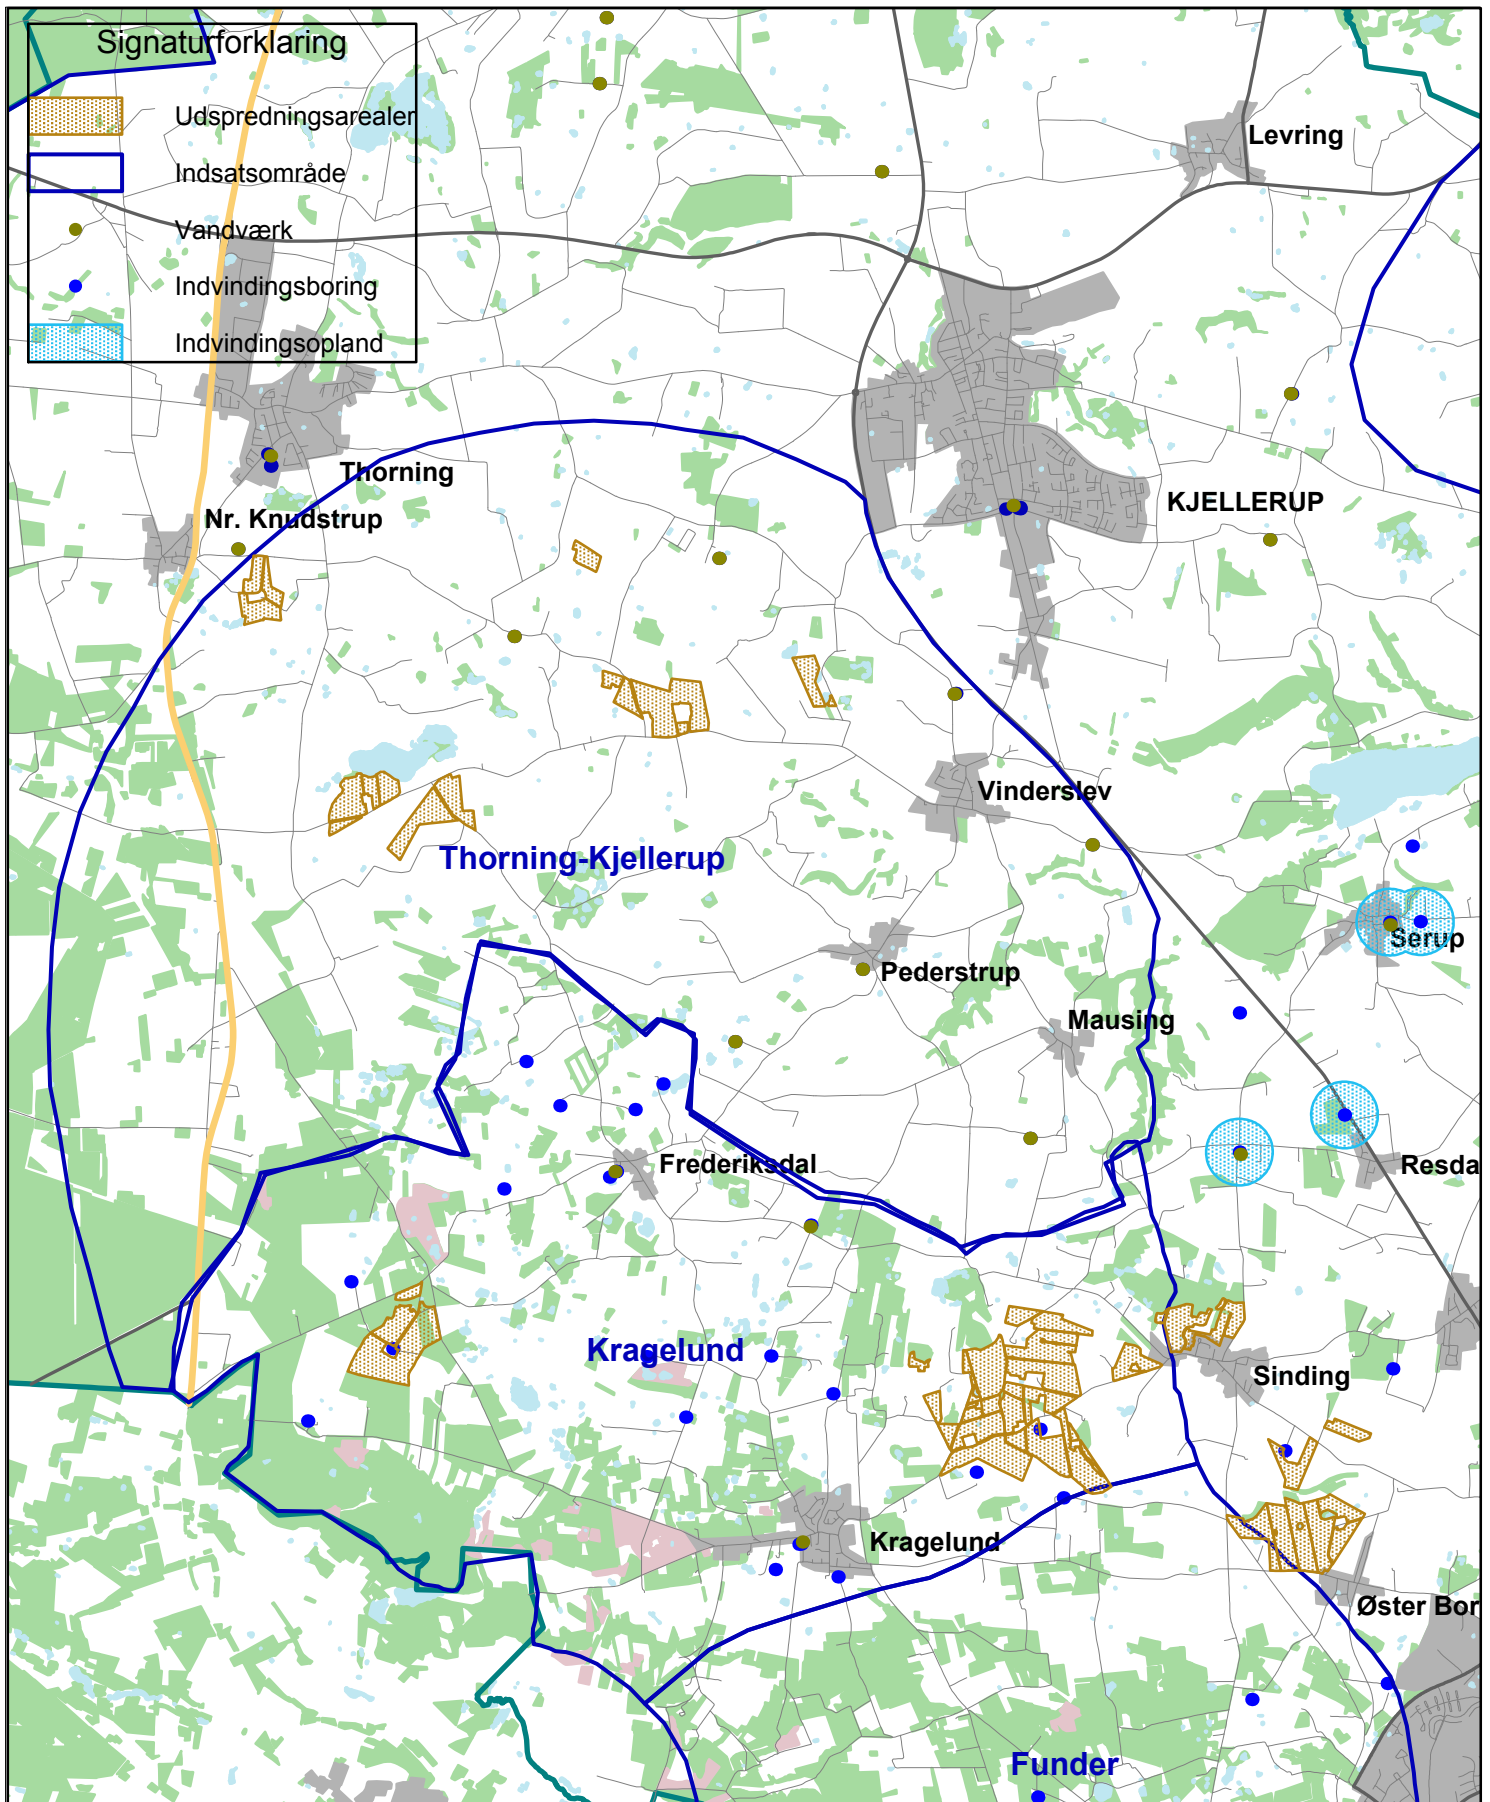 Signaturforklaring
Udspredningsarealer
Indsatsområde
Vandværk
Indvindingsboring
Indvindingsopland
Levring
Thorning
KJELLERUP
Nr. Knudstrup
Vinderslev
Thorning-Kjellerup
Serup
Pederstrup
Mausing
Frederiksdal
Resda
Kragelund
Sinding
Kragelund
Øster Bor
Funder